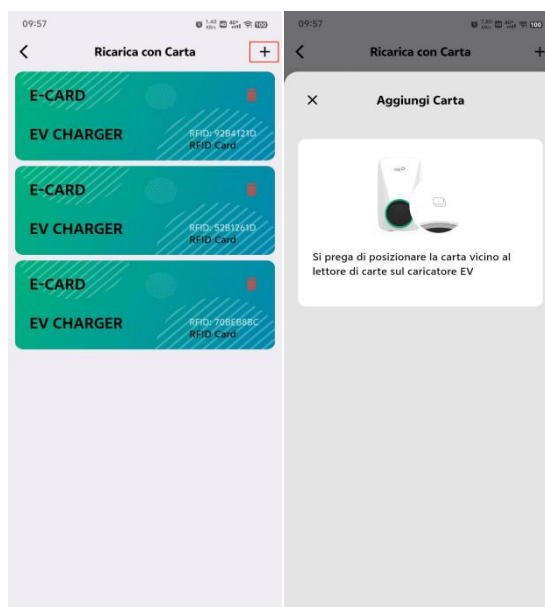 09:57
Ricarica con Carta
E-CARD
EV CHARGER
RFID: 92B4121D
RFID Card
E-CARD
EV CHARGER
RFID: 52B1261D
RFID Card
E-CARD
EV CHARGER
RFID: 70BEB8BC
RFID Card
09:57
Ricarica con Carta
Aggiungi Carta
Si prega di posizionare la carta vicino al
lettore di carte sul caricatore EV